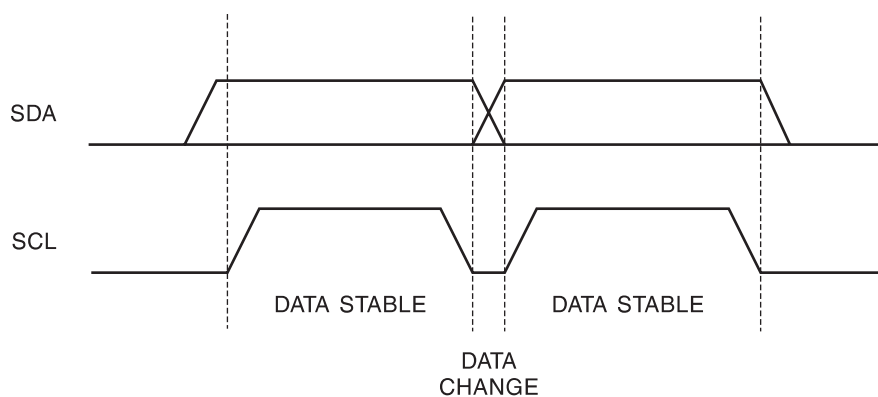 SDA
SCL
DATA STABLE
DATA STABLE
DATA
CHANGE